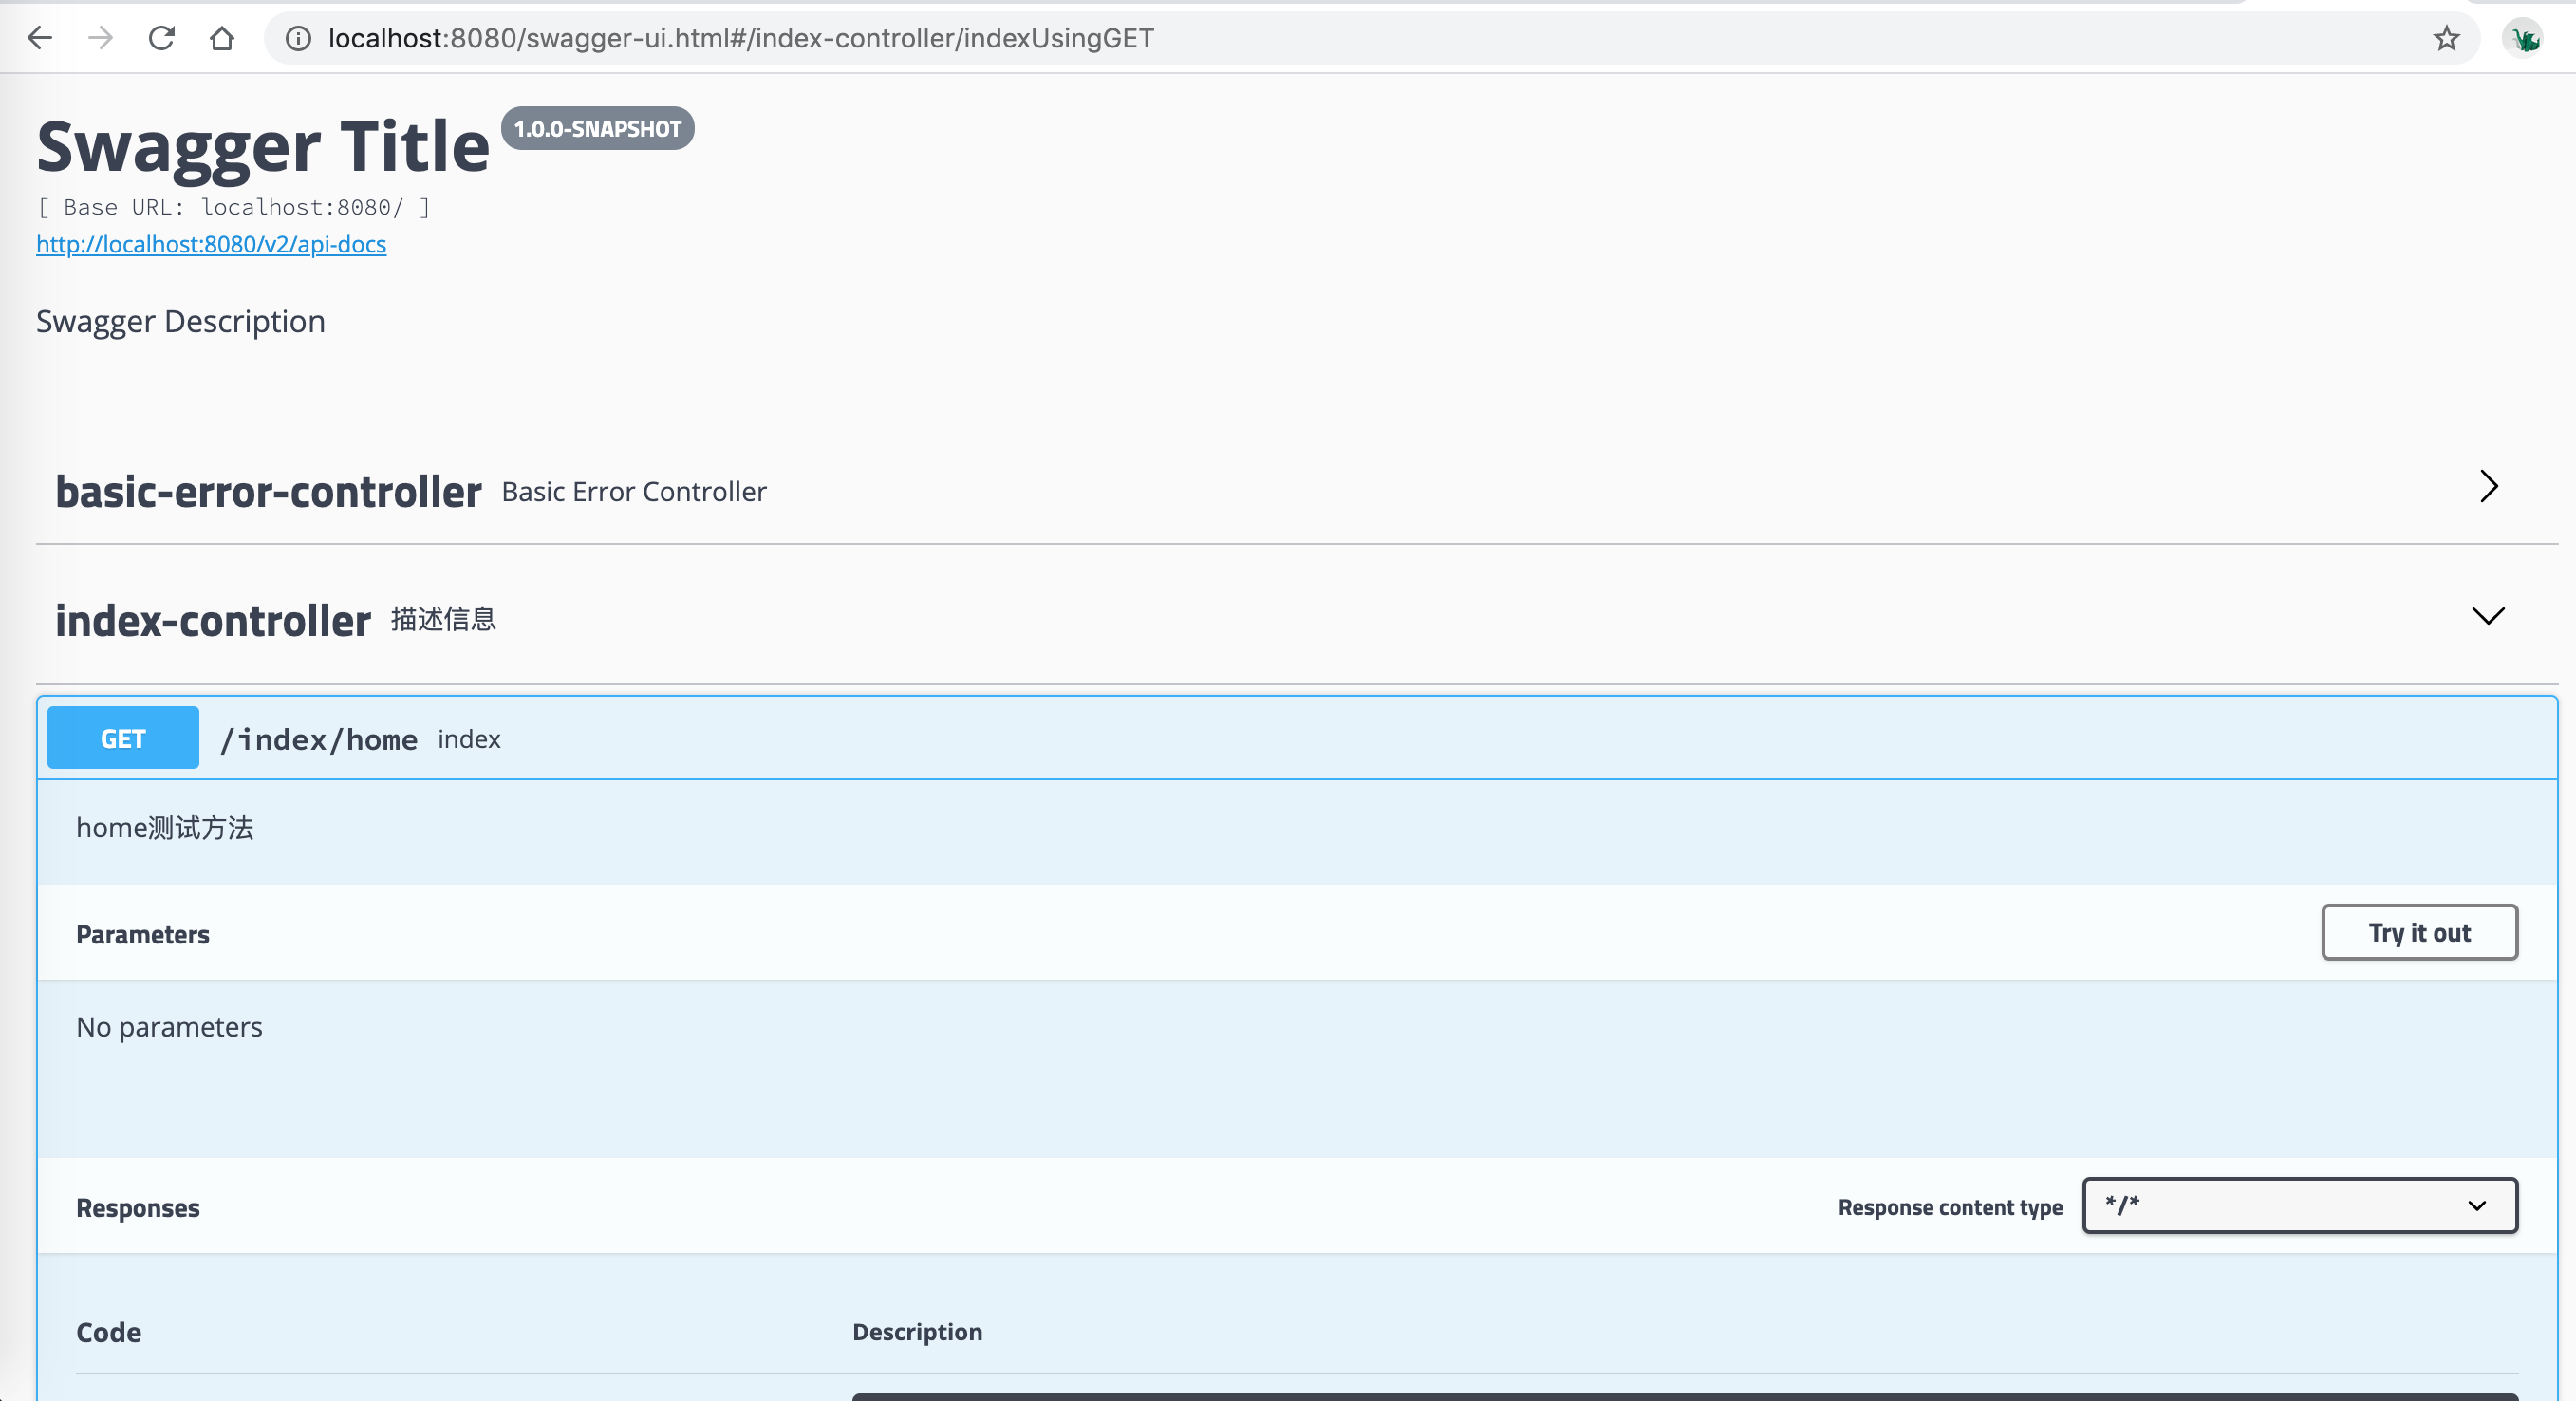 localhost:8080/swagger-ui.html#/index-controller/indexUsingGET
Swagger Title 1.0.0-SNAPSHOT
[ Base URL: localhost:8080/ ]
http://localhost:8080/v2/api-docs
Swagger Description
basic-error-controller Basic Error Controller
index-controller 描述信息
GET /index/home index
home测试方法
Parameters Try it out
No parameters
Responses Response content type */*
Code Description